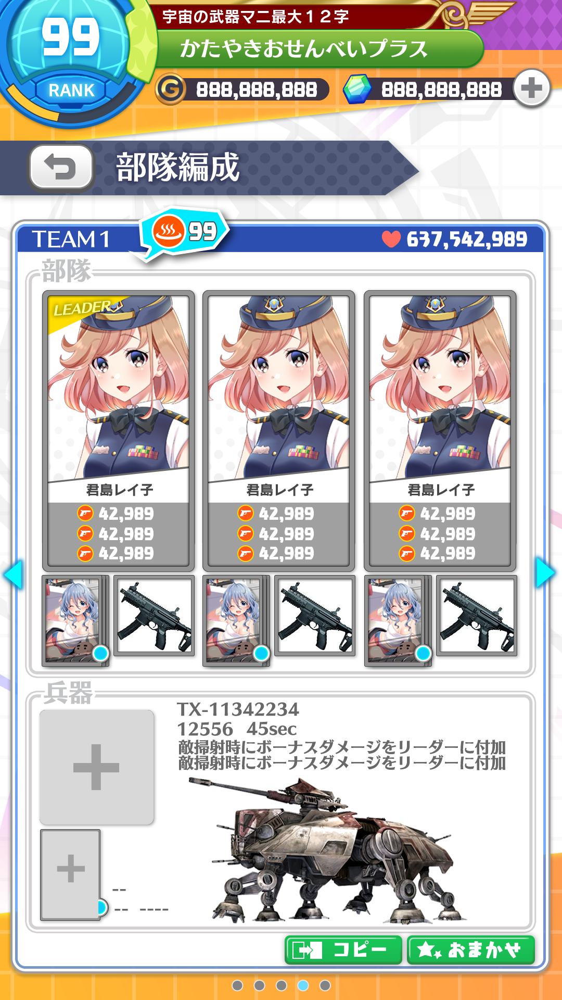 99
RANK
宇宙の武器マニ最大１２字
かたやきおせんべいプラス
G 888,888,888
888,888,888
部隊編成
TEAM 1
99
637,542,989
部隊
LEADER
君島レイ子
42,989
42,989
42,989
君島レイ子
42,989
42,989
42,989
君島レイ子
42,989
42,989
42,989
兵器
TX-11342234
12556 45sec
敵掃射時にボーナスダメージをリーダーに付加
敵掃射時にボーナスダメージをリーダーに付加
--
-- ----
コピー
おまかせ